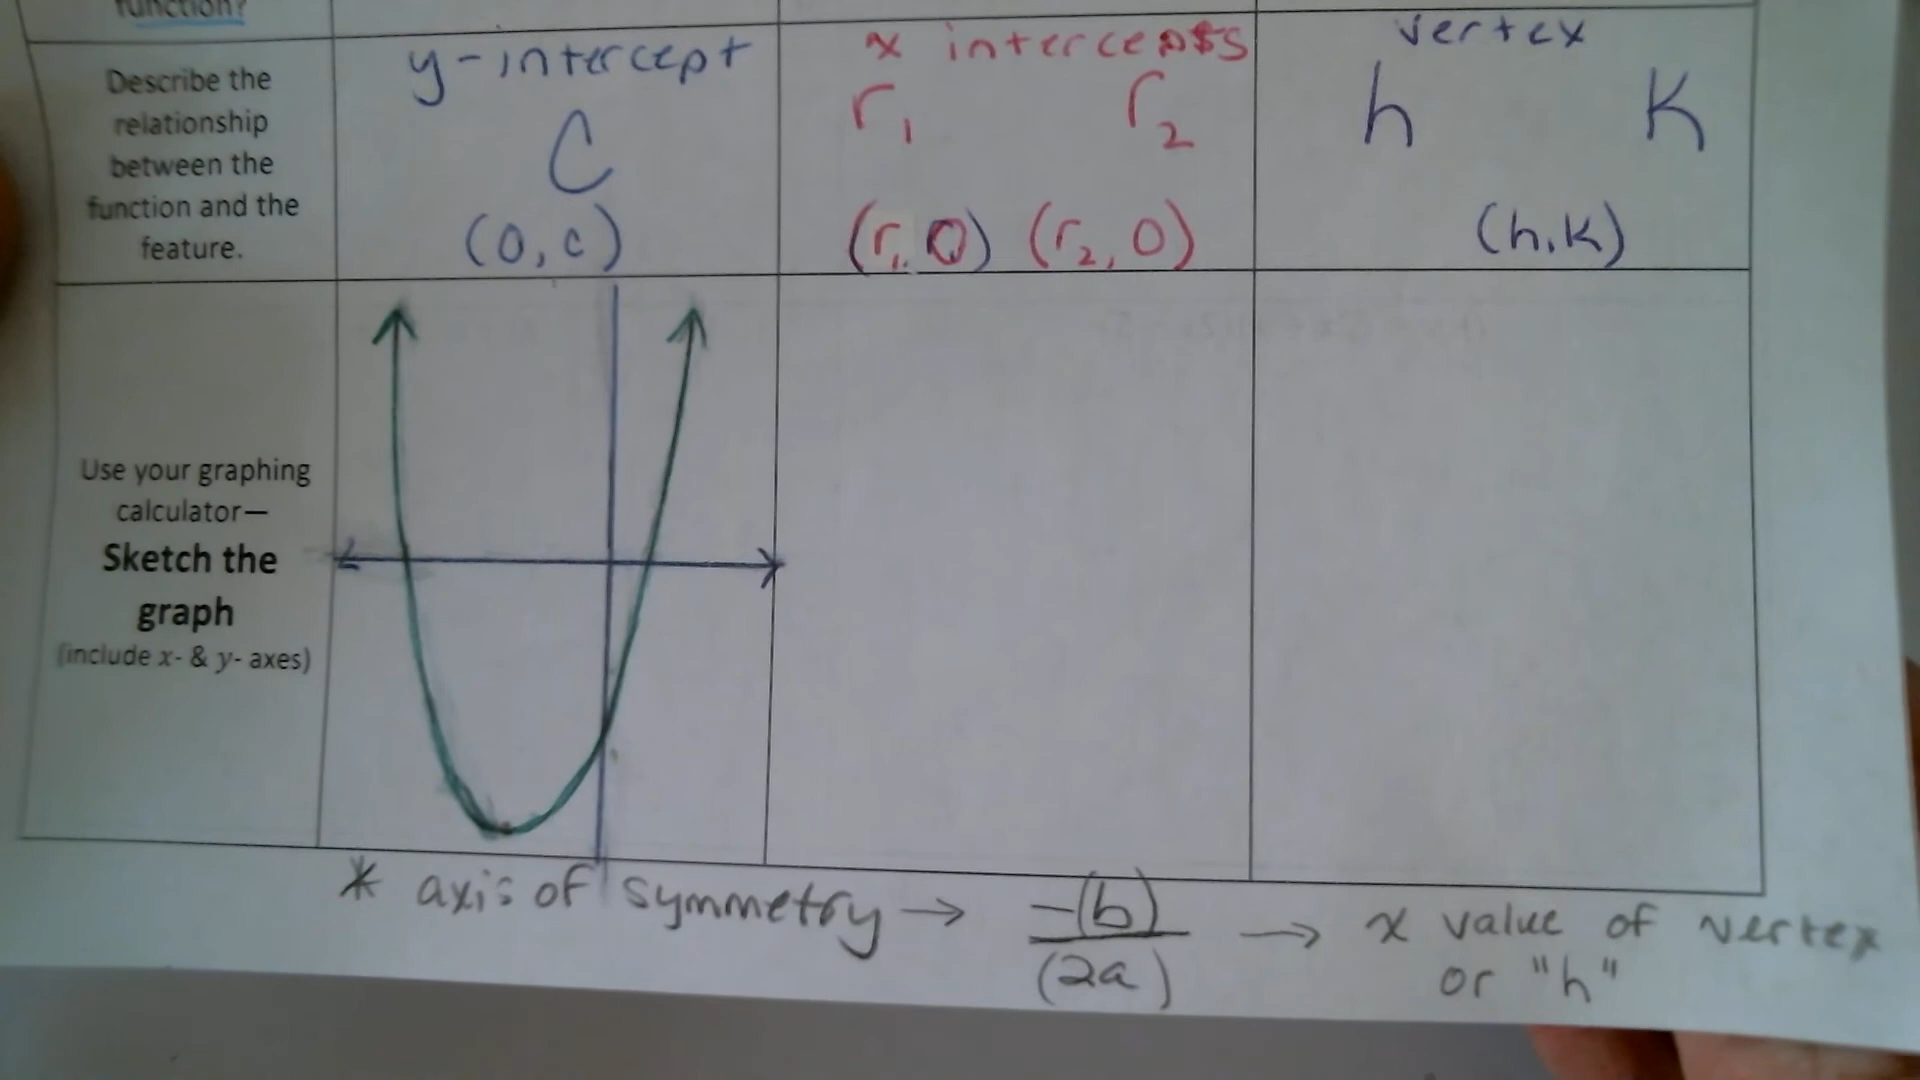 function?
Describe the
relationship
between the
function and the
feature.
y-intercept
C
(0,c)
x intercepts
r1 r2
(r1,0) (r2,0)
vertex
h K
(h,k)
Use your graphing
calculator—
Sketch the
graph
(include x- & y- axes)
* axis of symmetry → -(b)/(2a) → x value of vertex
or "h"